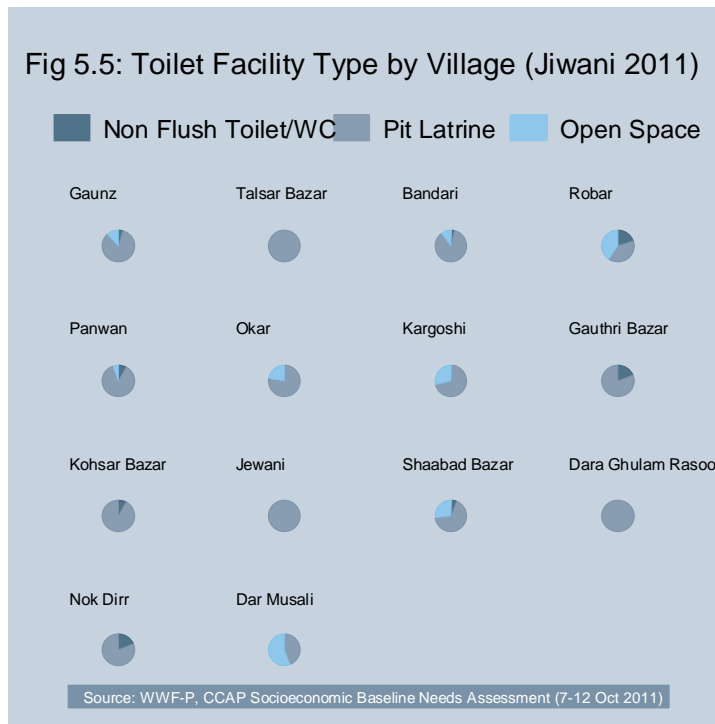 Fig 5.5: Toilet Facility Type by Village (Jiwani 2011)
Non Flush Toilet/WC Pit Latrine Open Space
Gaunz Talsar Bazar Bandari Robar
Panwan Okar Kargoshi Gauthri Bazar
Kohsar Bazar Jewani Shaabad Bazar Dara Ghulam Rasoo
Nok Dirr Dar Musali
Source: WWF-P, CCAP Socioeconomic Baseline Needs Assessment (7-12 Oct 2011)